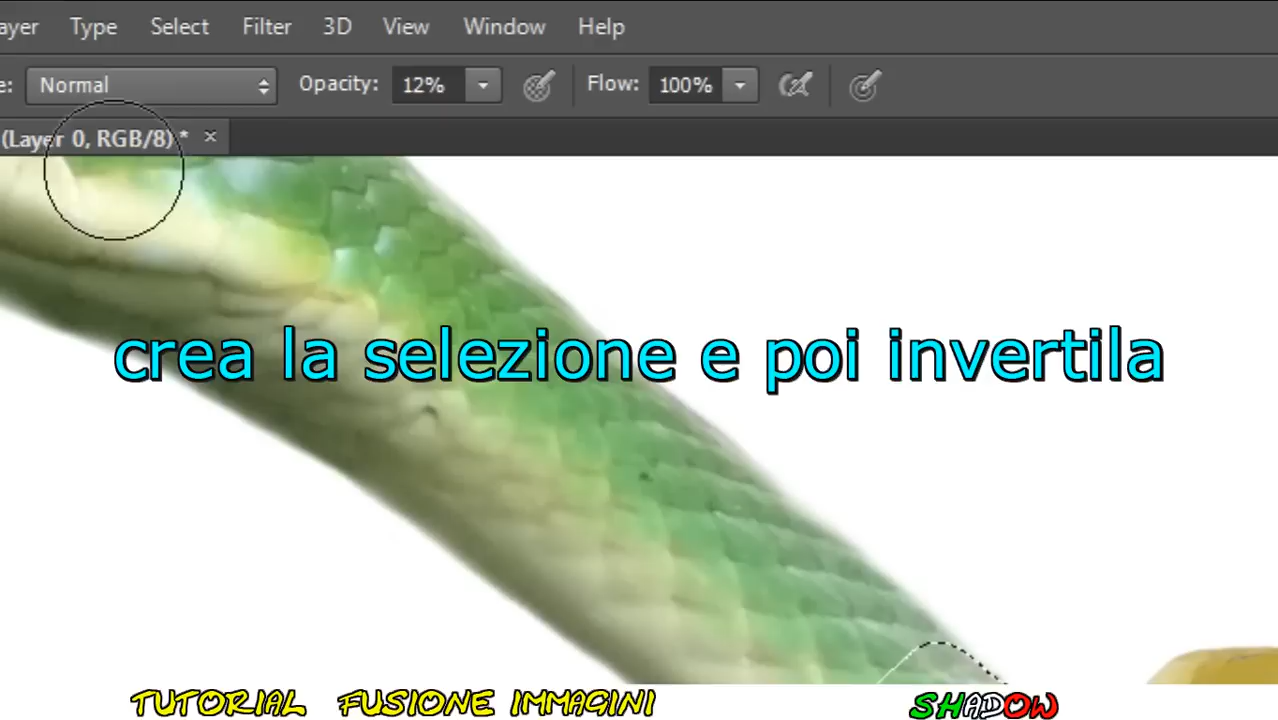 Type Select Filter 3D View Window Help
Normal Opacity: 12% Flow: 100%
(Layer 0, RGB/8) * ×
crea la selezione e poi invertila
TUTORIAL FUSIONE IMMAGINI SHADOW